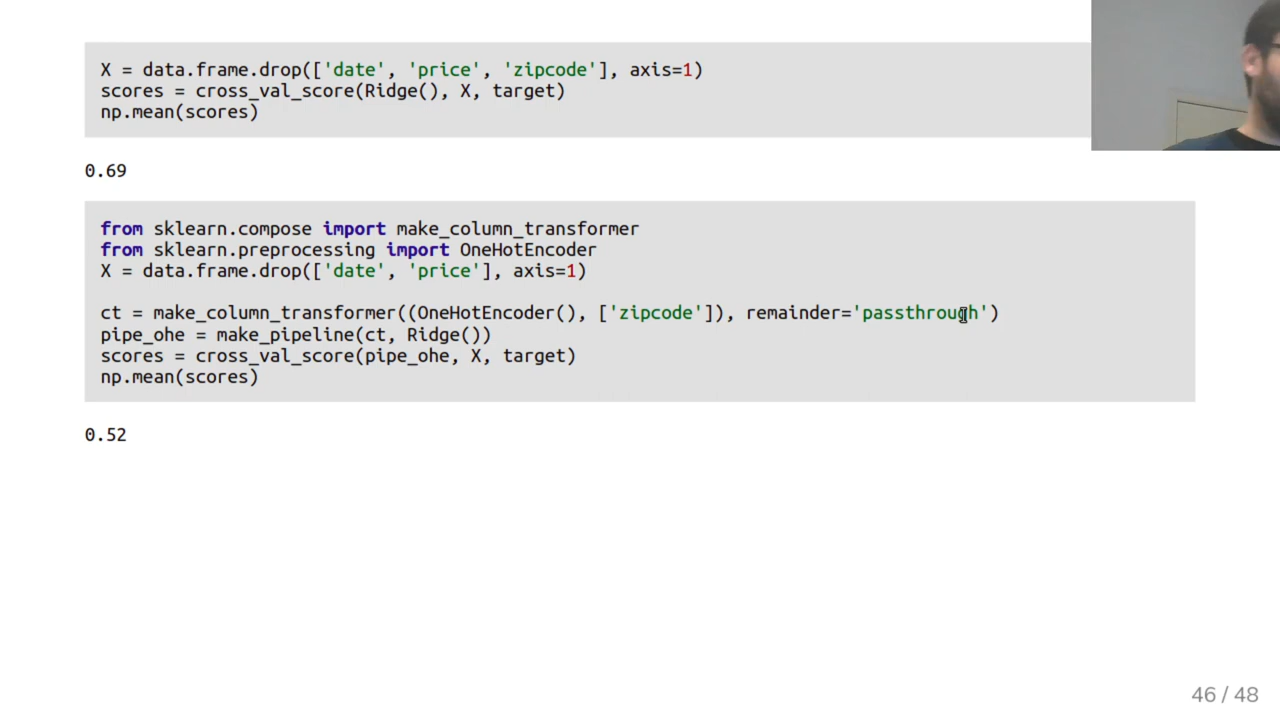 X = data.frame.drop(['date', 'price', 'zipcode'], axis=1)
scores = cross_val_score(Ridge(), X, target)
np.mean(scores)
0.69
from sklearn.compose import make_column_transformer
from sklearn.preprocessing import OneHotEncoder
X = data.frame.drop(['date', 'price'], axis=1)
ct = make_column_transformer((OneHotEncoder(), ['zipcode']), remainder='passthrough')
pipe_ohe = make_pipeline(ct, Ridge())
scores = cross_val_score(pipe_ohe, X, target)
np.mean(scores)
0.52
46 / 48